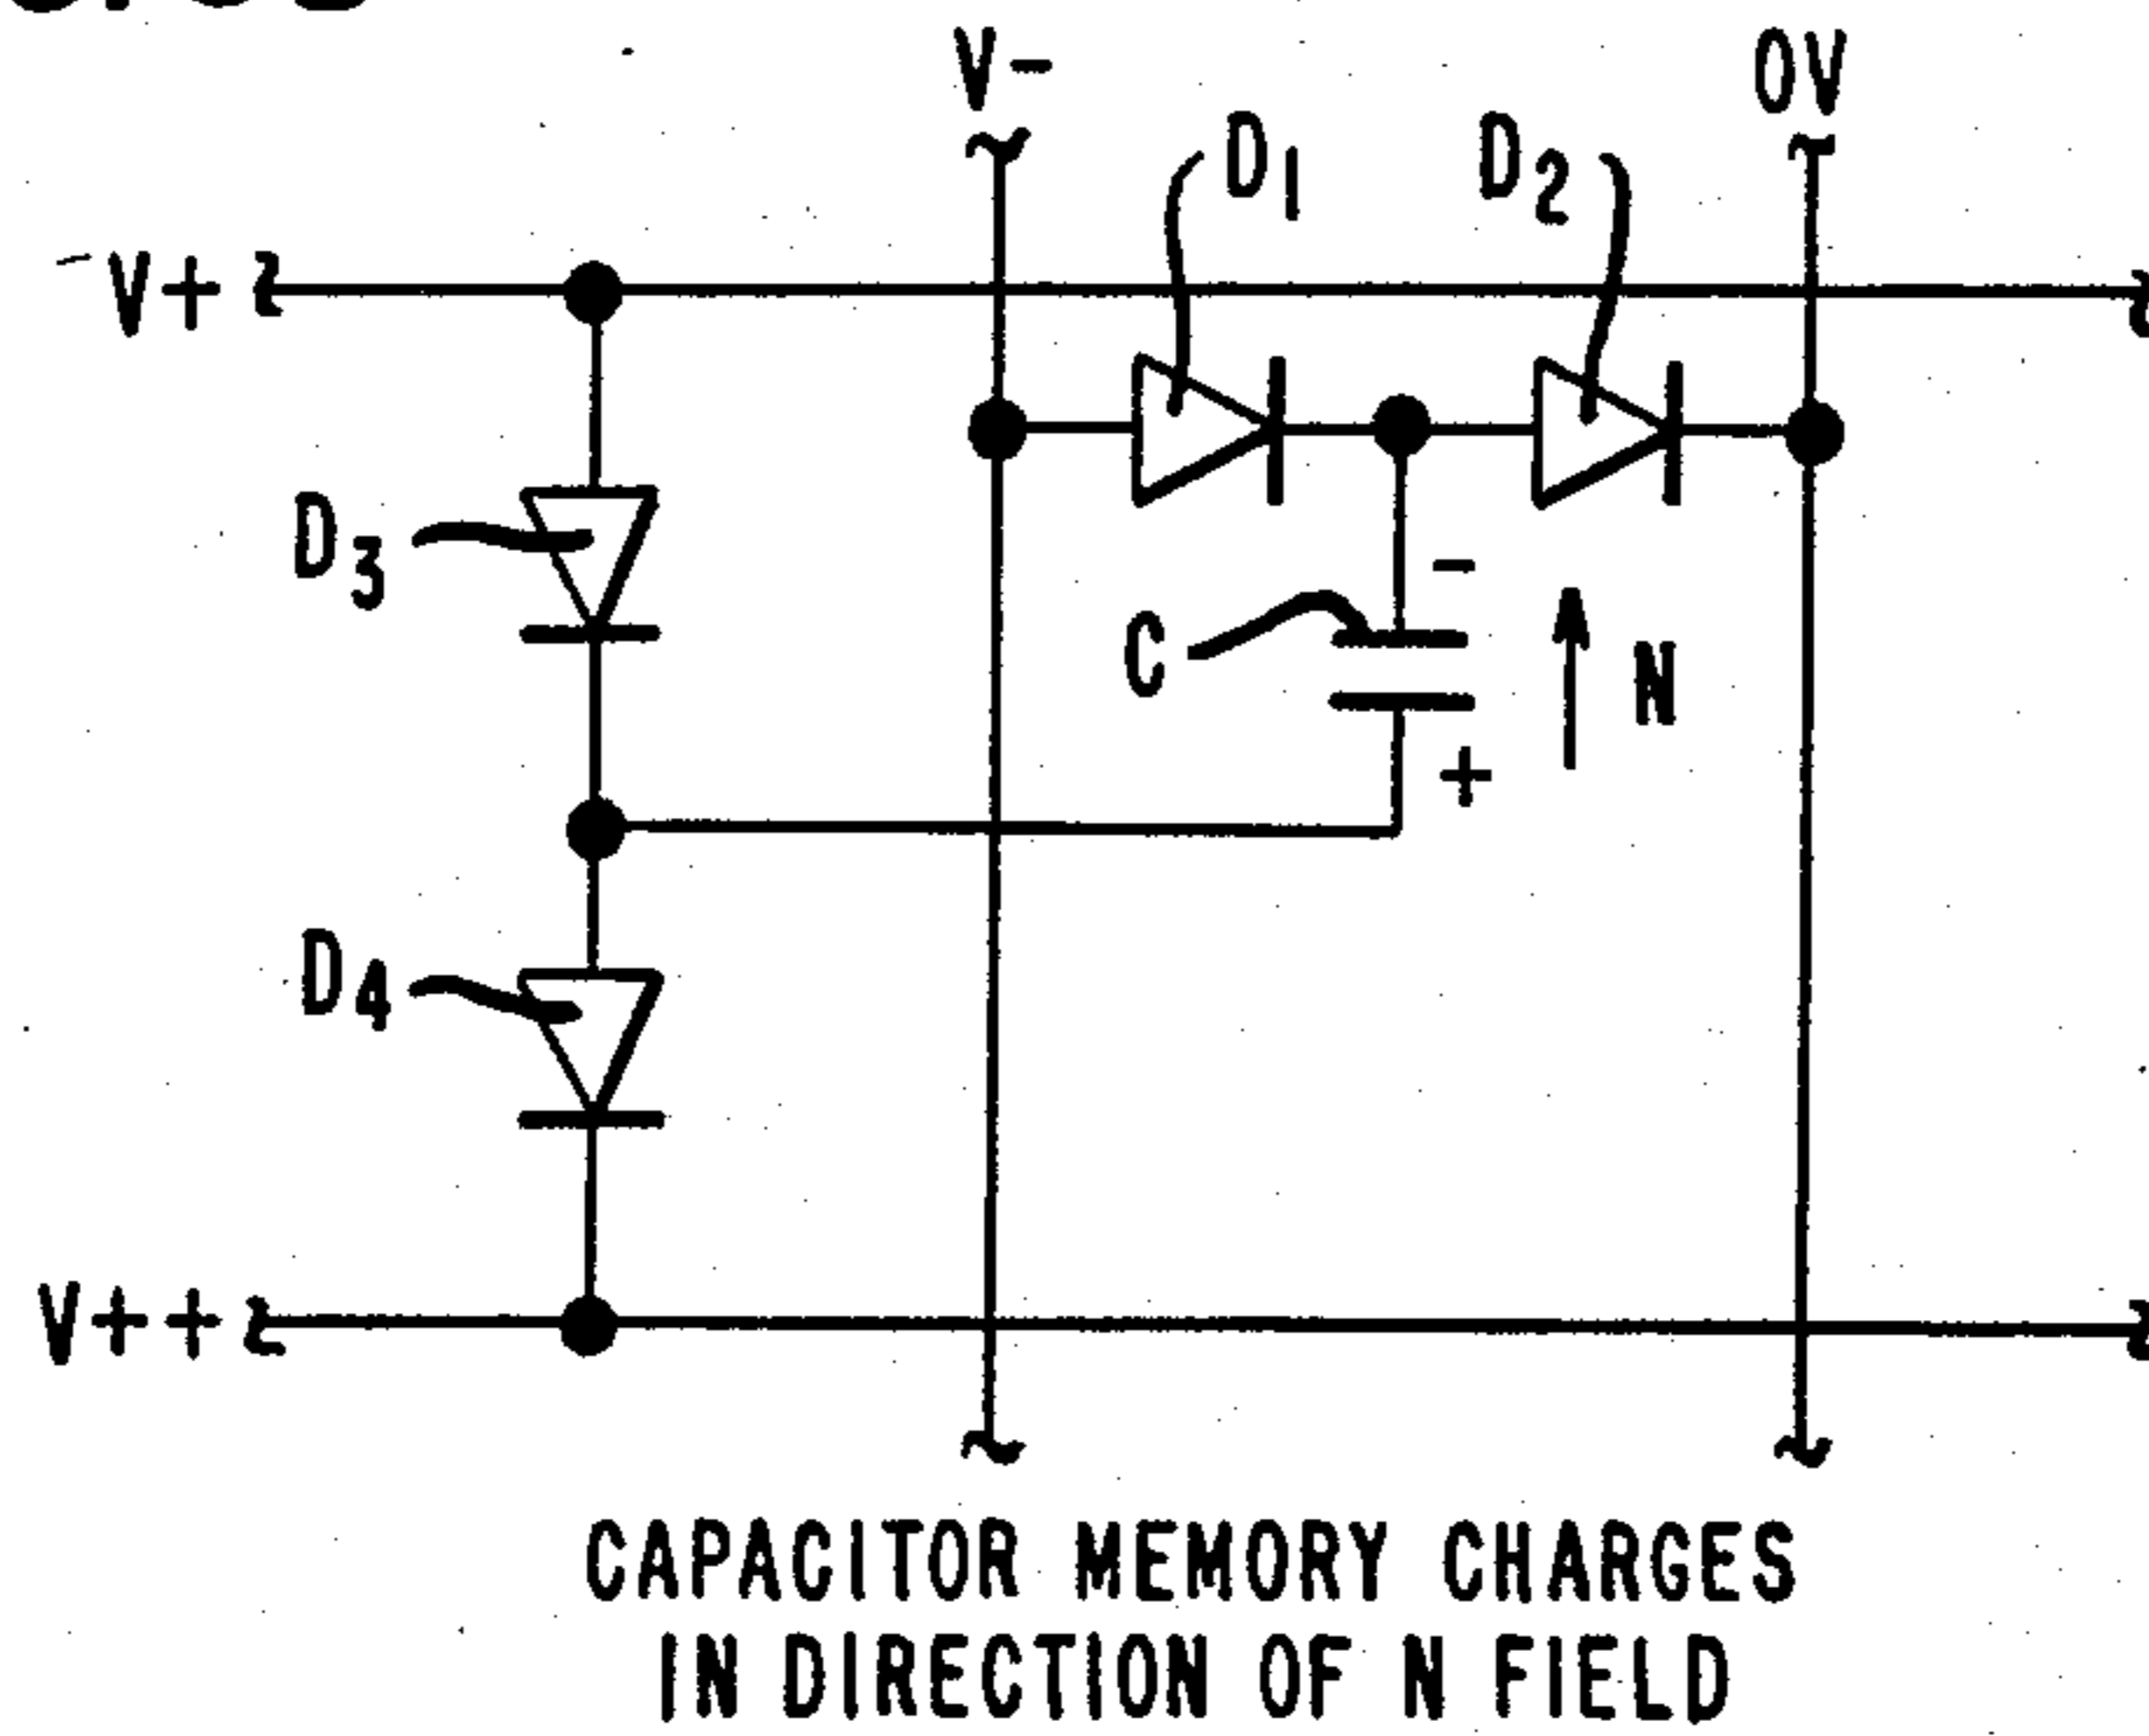 V- 0V
D1 D2
V+
D3
-
C N
+
D4
V++
CAPACITOR MEMORY CHARGES
IN DIRECTION OF N FIELD